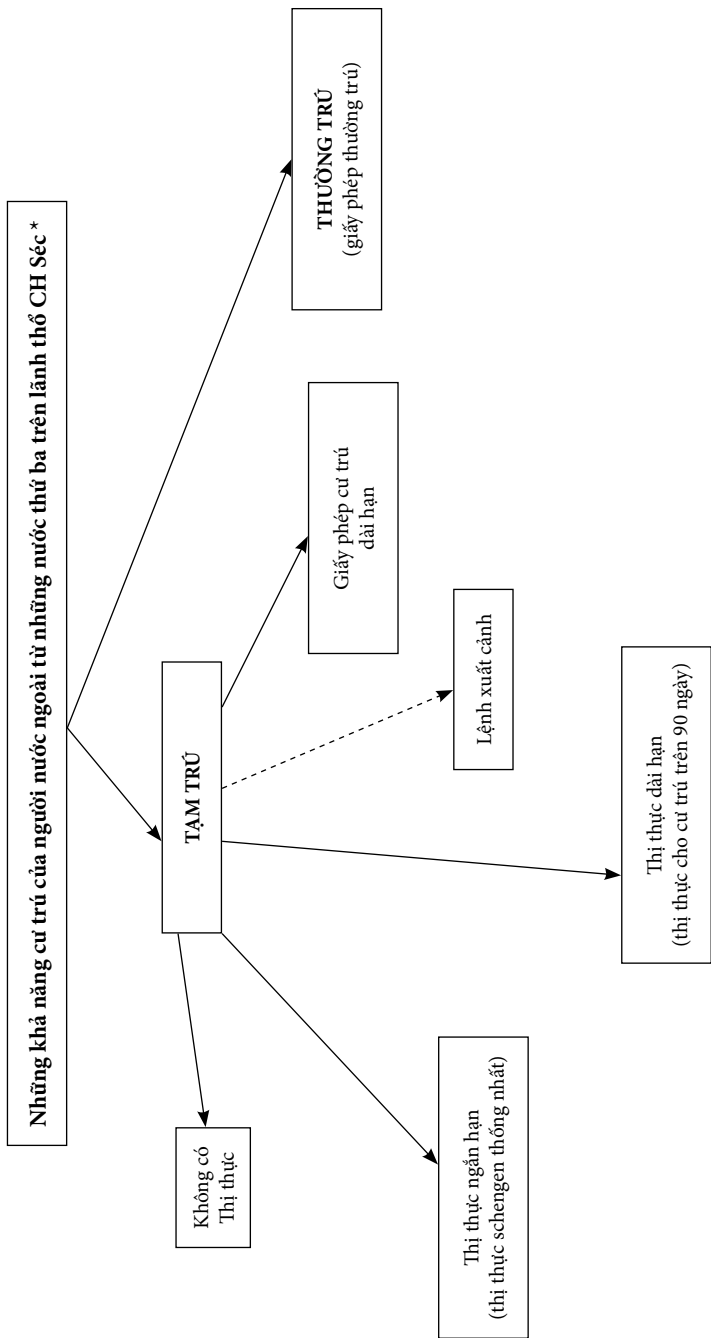 Những khả năng cư trú của người nước ngoài từ những nước thứ ba trên lãnh thổ CH Séc *
TẠM TRÚ
THƯỜNG TRÚ
(giấy phép thường trú)
Không có
Thị thực
Thị thực ngắn hạn
(thị thực schengen thống nhất)
Thị thực dài hạn
(thị thực cho cư trú trên 90 ngày)
Lệnh xuất cảnh
Giấy phép cư trú
dài hạn